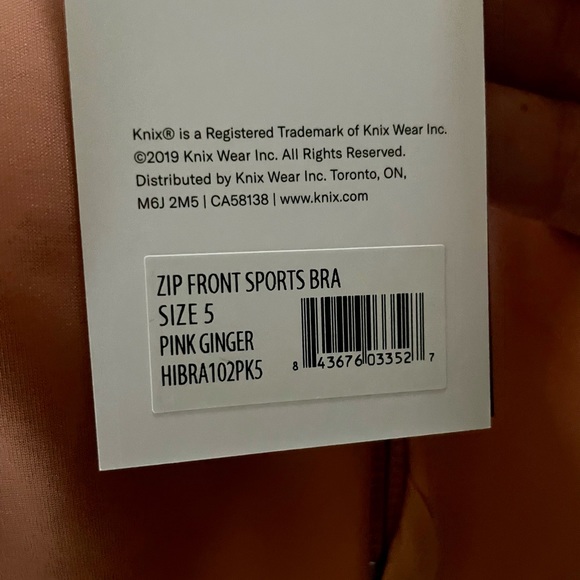 Knix® is a Registered Trademark of Knix Wear Inc.
©2019 Knix Wear Inc. All Rights Reserved.
Distributed by Knix Wear Inc. Toronto, ON,
M6J 2M5 | CA58138 | www.knix.com
ZIP FRONT SPORTS BRA
SIZE 5
PINK GINGER
HIBRA102PK5
8 43676 03352 7